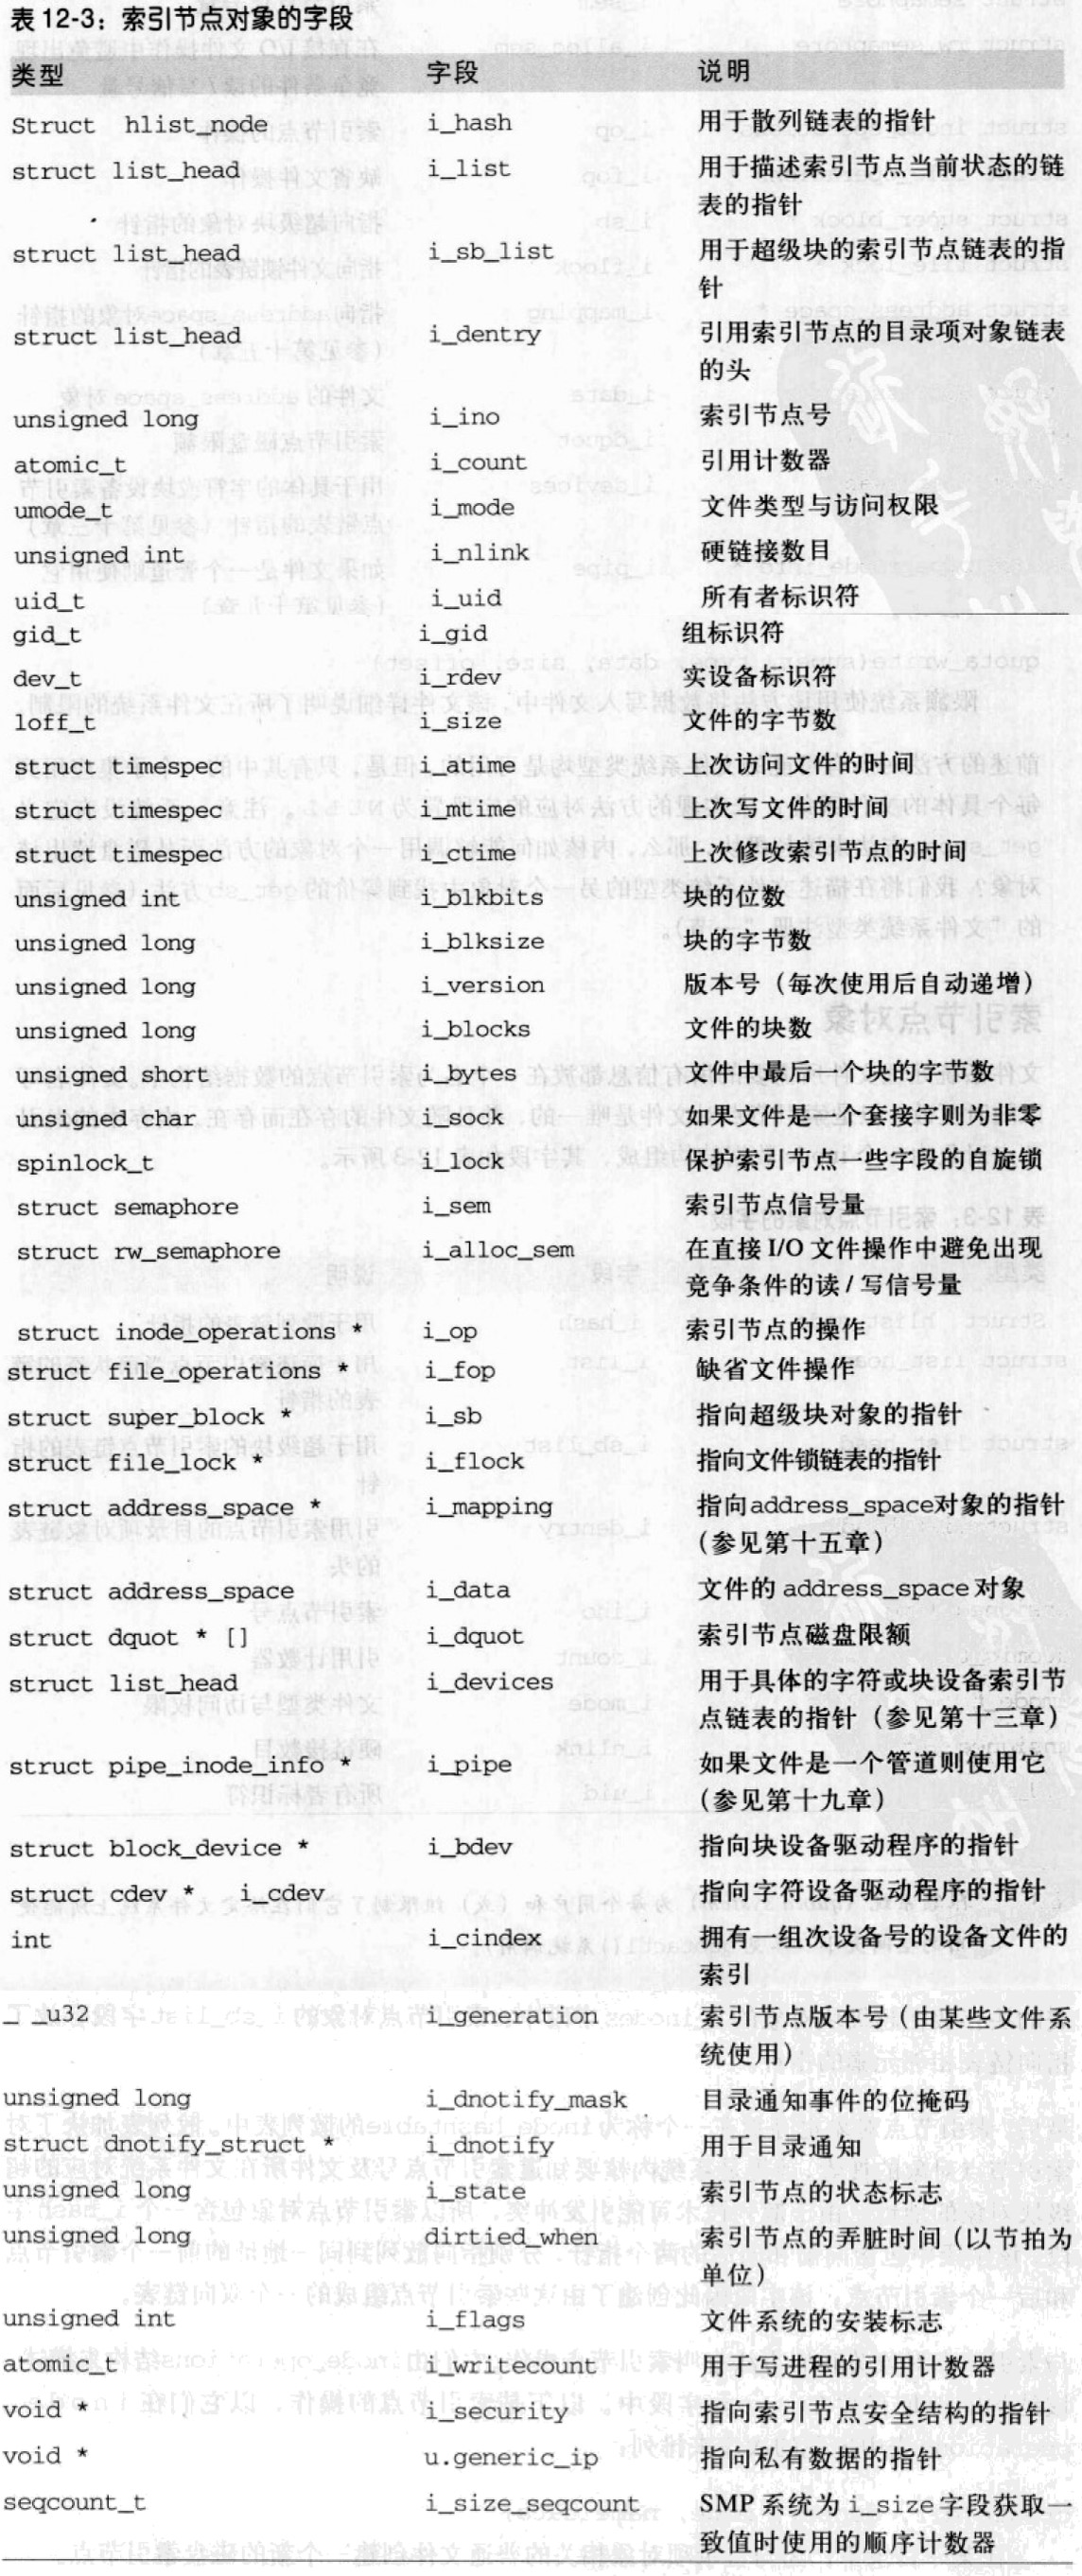 表 12-3：索引节点对象的字段
类型 字段 说明
Struct hlist_node i_hash 用于散列链表的指针
struct list_head i_list 用于描述索引节点当前状态的链
表的指针
struct list_head i_sb_list 用于超级块的索引节点链表的指
针
struct list_head i_dentry 引用索引节点的目录项对象链表
的头
unsigned long i_ino 索引节点号
atomic_t i_count 引用计数器
umode_t i_mode 文件类型与访问权限
unsigned int i_nlink 硬链接数目
uid_t i_uid 所有者标识符
gid_t i_gid 组标识符
dev_t i_rdev 实设备标识符
loff_t i_size 文件的字节数
struct timespec i_atime 上次访问文件的时间
struct timespec i_mtime 上次写文件的时间
struct timespec i_ctime 上次修改索引节点的时间
unsigned int i_blkbits 块的位数
unsigned long i_blksize 块的字节数
unsigned long i_version 版本号（每次使用后自动递增）
unsigned long i_blocks 文件的块数
unsigned short i_bytes 文件中最后一个块的字节数
unsigned char i_sock 如果文件是一个套接字则为非零
spinlock_t i_lock 保护索引节点一些字段的自旋锁
struct semaphore i_sem 索引节点信号量
struct rw_semaphore i_alloc_sem 在直接 I/O 文件操作中避免出现
竞争条件的读 / 写信号量
struct inode_operations * i_op 索引节点的操作
struct file_operations * i_fop 缺省文件操作
struct super_block * i_sb 指向超级块对象的指针
struct file_lock * i_flock 指向文件锁链表的指针
struct address_space * i_mapping 指向address_space对象的指针
（参见第十五章）
struct address_space i_data 文件的 address_space 对象
struct dquot * [] i_dquot 索引节点磁盘限额
struct list_head i_devices 用于具体的字符或块设备索引节
点链表的指针（参见第十三章）
struct pipe_inode_info * i_pipe 如果文件是一个管道则使用它
（参见第十九章）
struct block_device * i_bdev 指向块设备驱动程序的指针
struct cdev * i_cdev 指向字符设备驱动程序的指针
int i_cindex 拥有一组次设备号的设备文件的
索引
_ _u32 i_generation 索引节点版本号（由某些文件系
统使用）
unsigned long i_dnotify_mask 目录通知事件的位掩码
struct dnotify_struct * i_dnotify 用于目录通知
unsigned long i_state 索引节点的状态标志
unsigned long dirtied_when 索引节点的弄脏时间（以节拍为
单位）
unsigned int i_flags 文件系统的安装标志
atomic_t i_writecount 用于写进程的引用计数器
void * i_security 指向索引节点安全结构的指针
void * u.generic_ip 指向私有数据的指针
seqcount_t i_size_seqcount SMP 系统为 i_size 字段获取一
致值时使用的顺序计数器